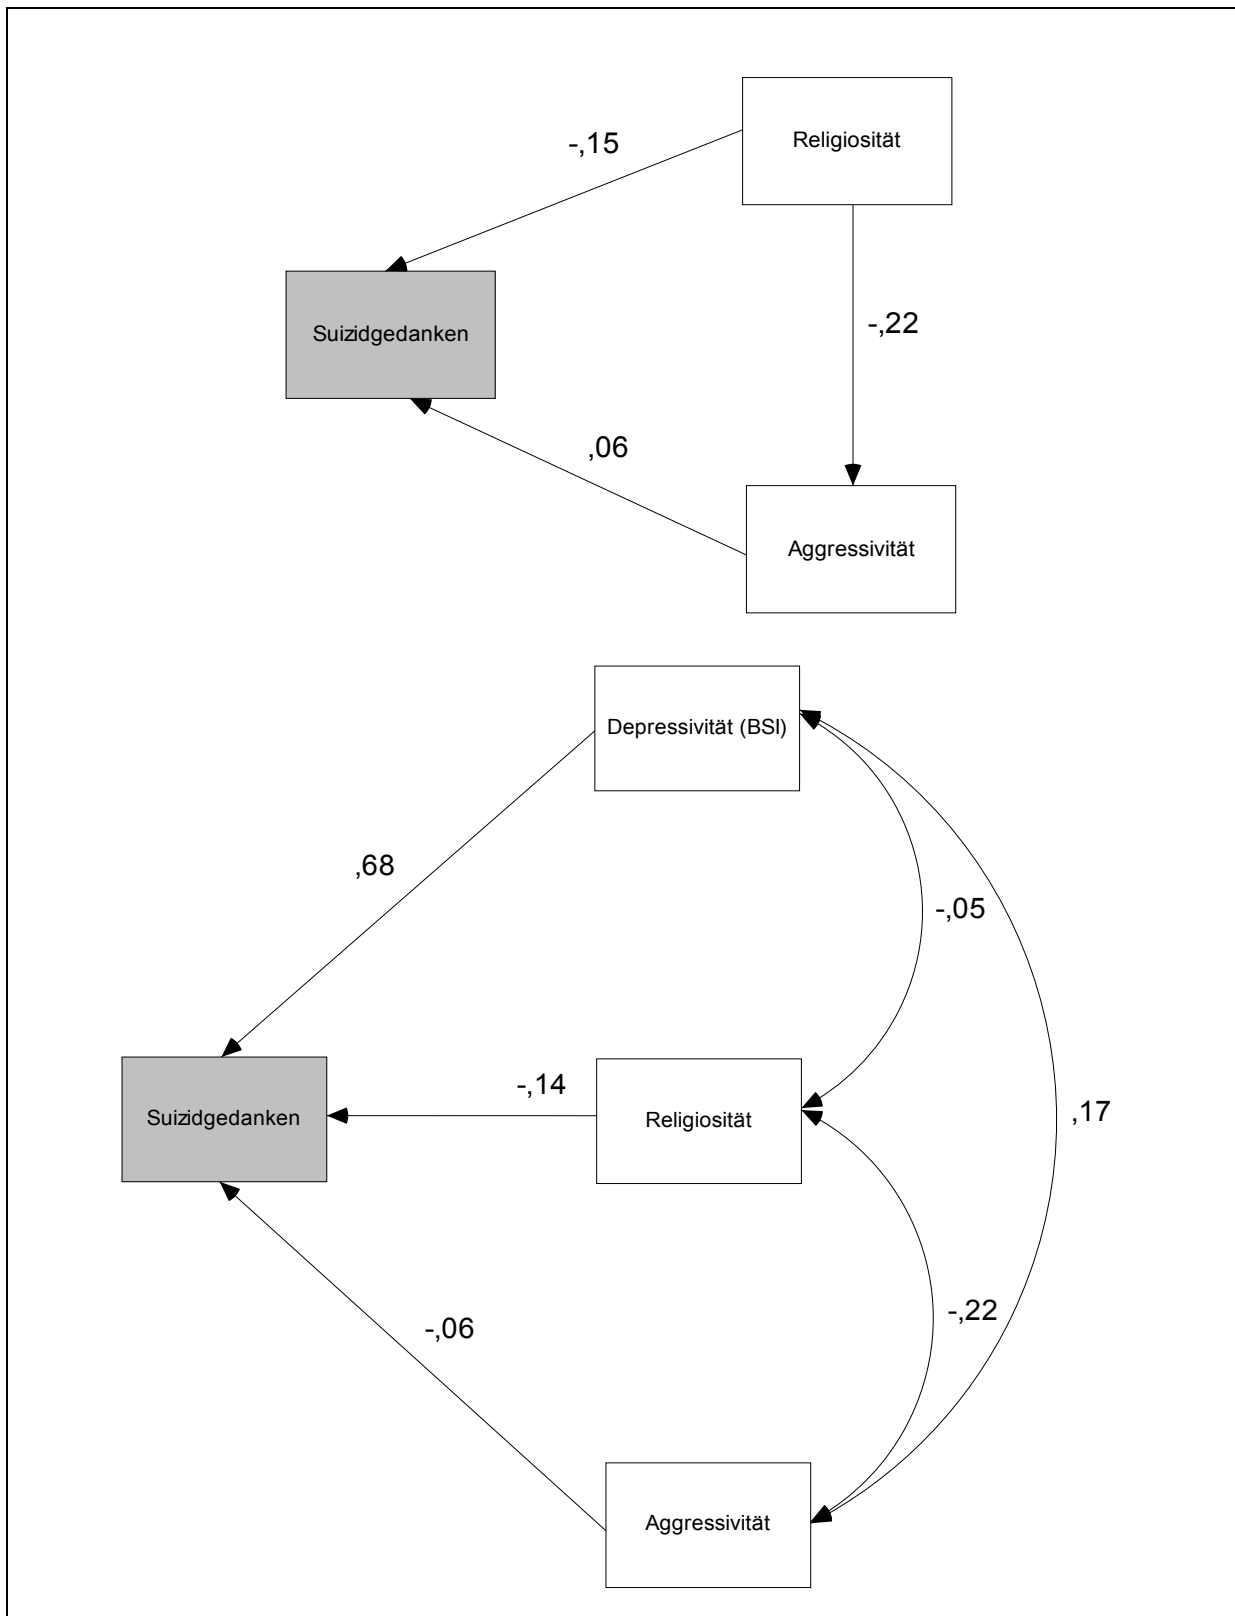 Religiosität
-,15
Suizidgedanken
-,22
,06
Aggressivität
Depressivität (BSI)
,68
-,05
-,14
Suizidgedanken
Religiosität
,17
-,06
-,22
Aggressivität